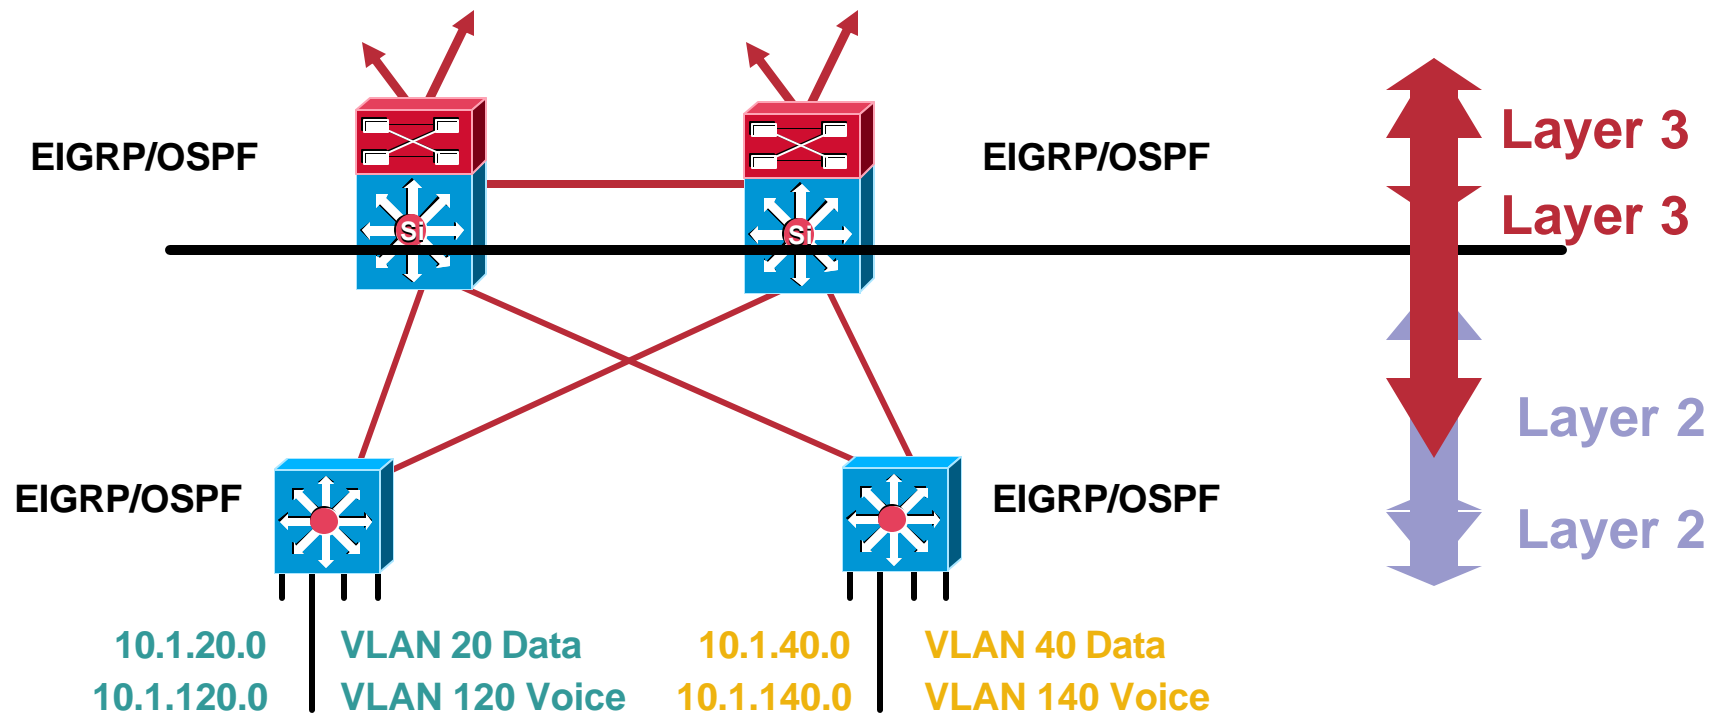 EIGRP/OSPF
EIGRP/OSPF
Layer 3
Layer 3
Si
Si
Layer 2
EIGRP/OSPF
EIGRP/OSPF
Layer 2
10.1.20.0 VLAN 20 Data
10.1.120.0 VLAN 120 Voice
10.1.40.0 VLAN 40 Data
10.1.140.0 VLAN 140 Voice